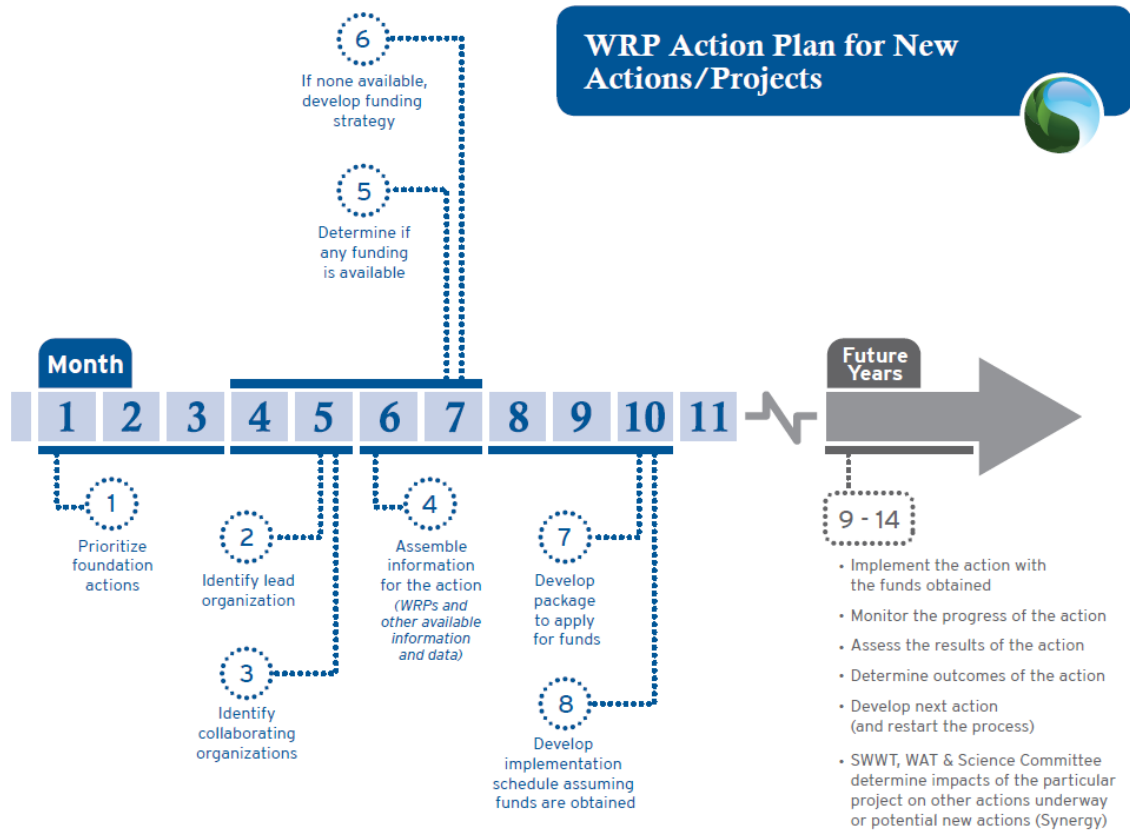 WRP Action Plan for New
Actions/Projects
6
If none available,
develop funding
strategy
5
Determine if
any funding
is available
Month
1 2 3 4 5 6 7 8 9 10 11
Future
Years
1
Prioritize
foundation
actions
2
Identify lead
organization
3
Identify
collaborating
organizations
4
Assemble
information
for the action
(WRPs and
other available
information
and data)
7
Develop
package
to apply
for funds
8
Develop
implementation
schedule assuming
funds are obtained
9 - 14
• Implement the action with
the funds obtained
• Monitor the progress of the action
• Assess the results of the action
• Determine outcomes of the action
• Develop next action
(and restart the process)
• SWWT, WAT & Science Committee
determine impacts of the particular
project on other actions underway
or potential new actions (Synergy)